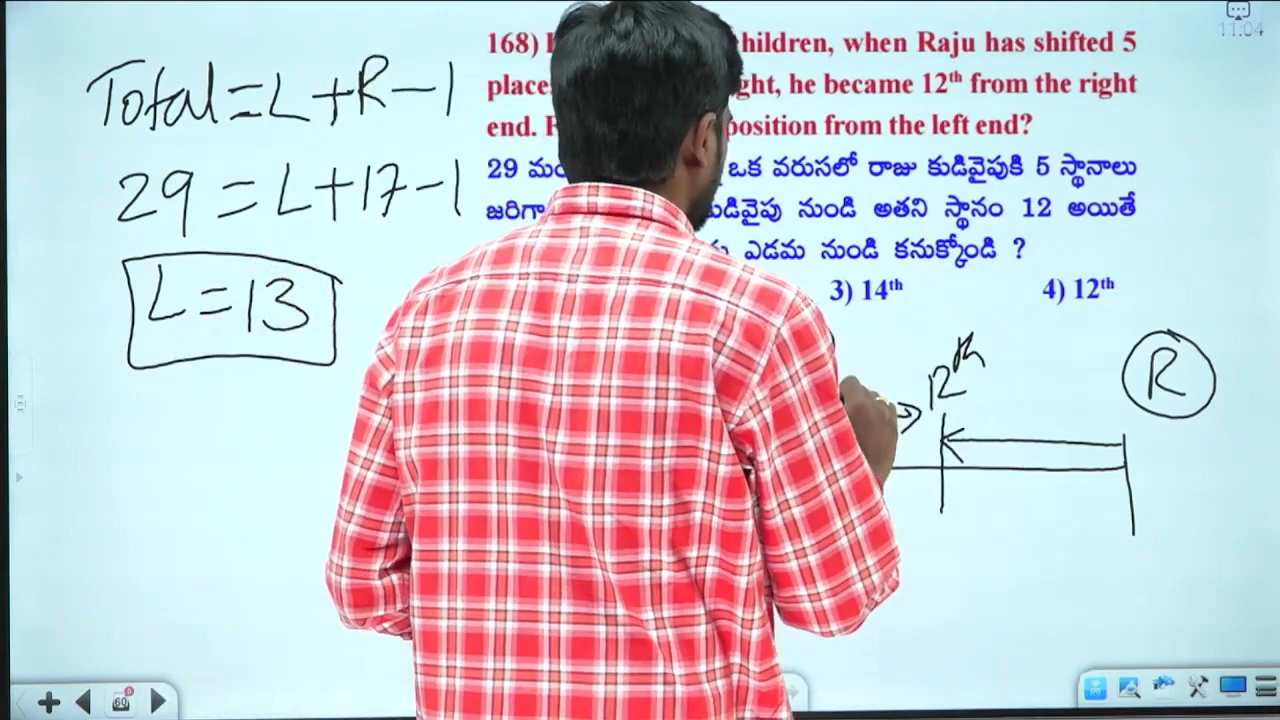 11:04
Total = L + R - 1
29 = L + 17 - 1
L = 13
168) hildren, when Raju has shifted 5
place ght, he became 12th from the right
end. position from the left end?
29 ఒక వరుసలో రాజు కుడివైపుకి 5 స్థానాలు
జరిగా నుండి అతని స్థానం 12 అయితే
ఎడమ నుండి కనుక్కోండి ?
3) 14th 4) 12th
12th
R
60